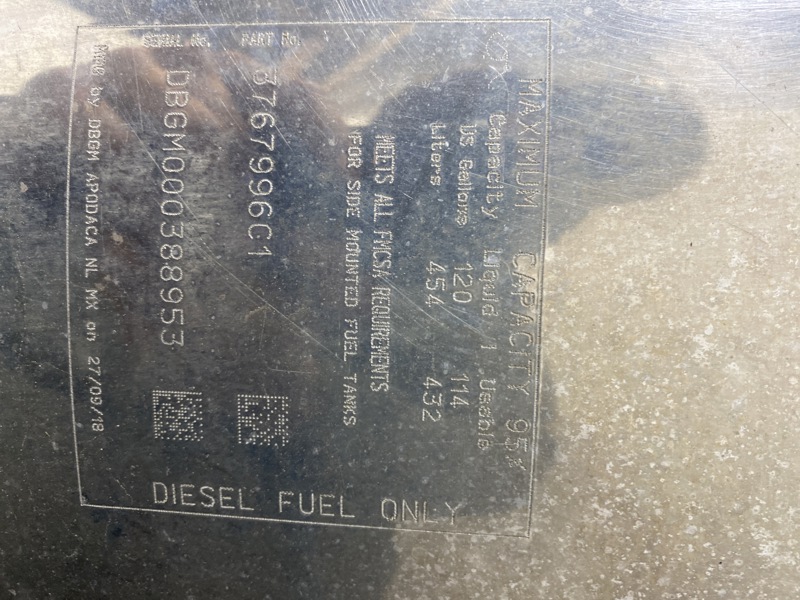 MAXIMUM CAPACITY 95%
Capacity Liquid / Usable
US Gallons 120 114
Liters 454 432
MEETS ALL FMCSA REQUIREMENTS
FOR SIDE MOUNTED FUEL TANKS
PART No.
3767996C1
SERIAL No.
DBGM000388953
MFG by DBGM APODACA NL MX on 27/09/18
DIESEL FUEL ONLY